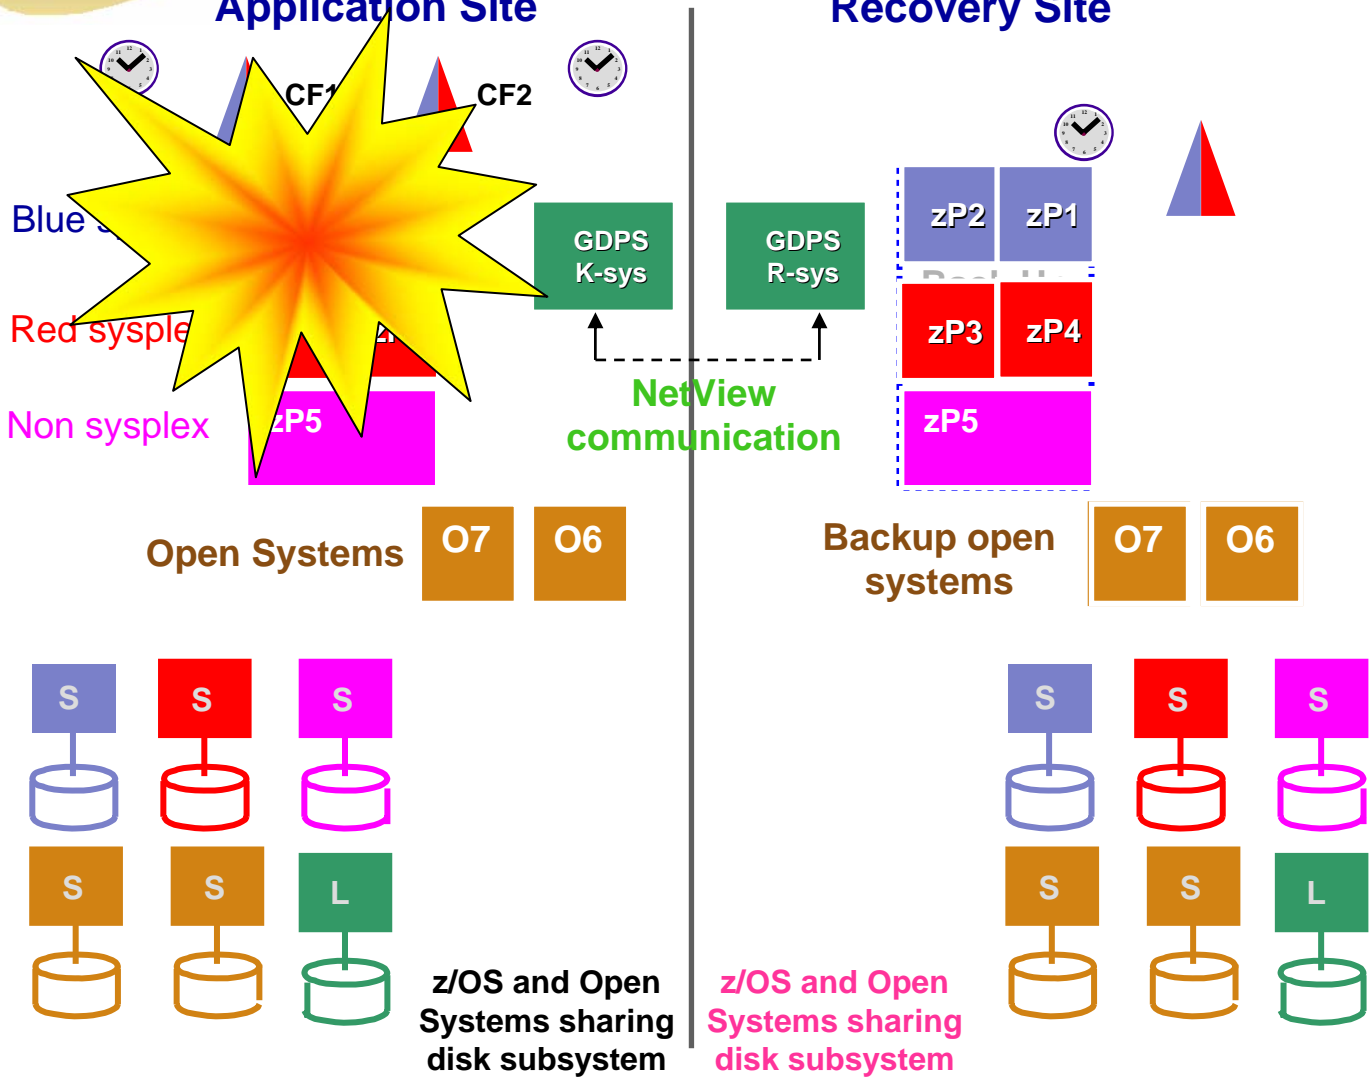 Application Site
Recovery Site
CF1
CF2
Blue
GDPS
K-sys
GDPS
R-sys
zP2
zP1
Red
zP3
zP4
NetView
communication
Non sysplex
zP5
zP5
Open Systems
O7
O6
Backup open
systems
O7
O6
S
S
S
S
S
S
S
S
L
S
S
L
z/OS and Open
Systems sharing
disk subsystem
z/OS and Open
Systems sharing
disk subsystem